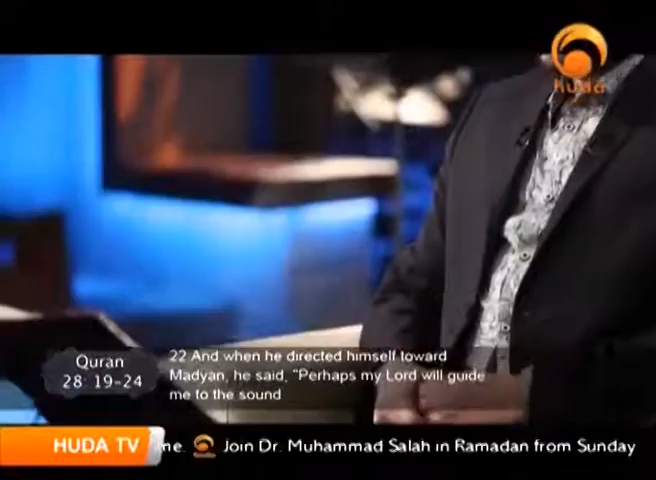 Huda
Quran
28:19-24
22 And when he directed himself toward
Madyan, he said, "Perhaps my Lord will guide
me to the sound
HUDA TV
me.
Join Dr. Muhammad Salah in Ramadan from Sunday